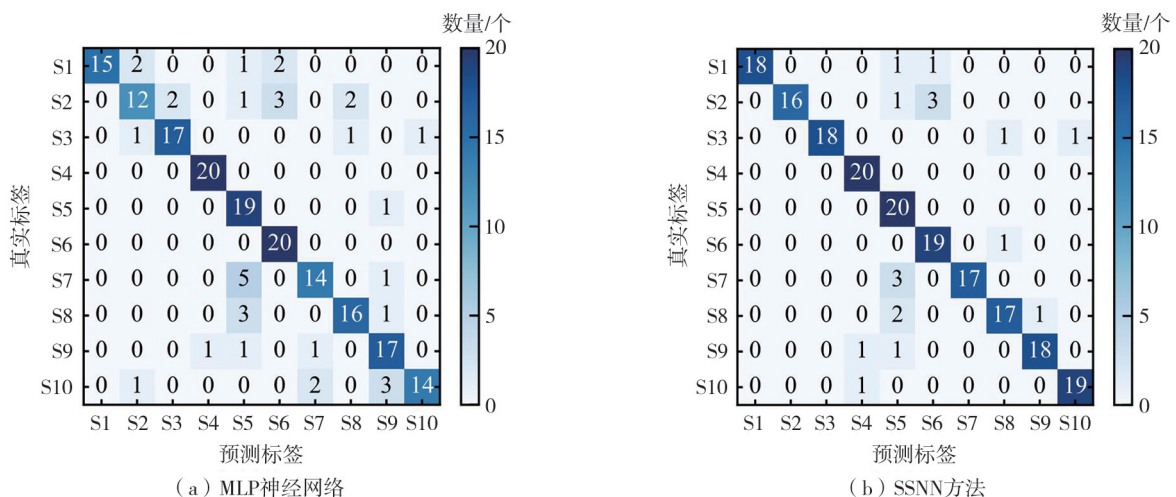 数量/个
S1 15 2 0 0 1 2 0 0 0 0
S2 0 12 2 0 1 3 0 2 0 0
S3 0 1 17 0 0 0 0 1 0 1
S4 0 0 0 20 0 0 0 0 0 0
S5 0 0 0 0 19 0 0 0 1 0
S6 0 0 0 0 0 20 0 0 0 0
S7 0 0 0 0 5 0 14 0 1 0
S8 0 0 0 0 3 0 0 16 1 0
S9 0 0 0 1 1 0 1 0 17 0
S10 0 1 0 0 0 0 2 0 3 14
S1 S2 S3 S4 S5 S6 S7 S8 S9 S10
真实标签
预测标签
20
15
10
5
0
(a) MLP神经网络
数量/个
S1 18 0 0 0 1 1 0 0 0 0
S2 0 16 0 0 1 3 0 0 0 0
S3 0 0 18 0 0 0 0 1 0 1
S4 0 0 0 20 0 0 0 0 0 0
S5 0 0 0 0 20 0 0 0 0 0
S6 0 0 0 0 0 19 0 1 0 0
S7 0 0 0 0 3 0 17 0 0 0
S8 0 0 0 0 2 0 0 17 1 0
S9 0 0 0 1 1 0 0 0 18 0
S10 0 0 0 1 0 0 0 0 0 19
S1 S2 S3 S4 S5 S6 S7 S8 S9 S10
真实标签
预测标签
20
15
10
5
0
(b) SSNN方法